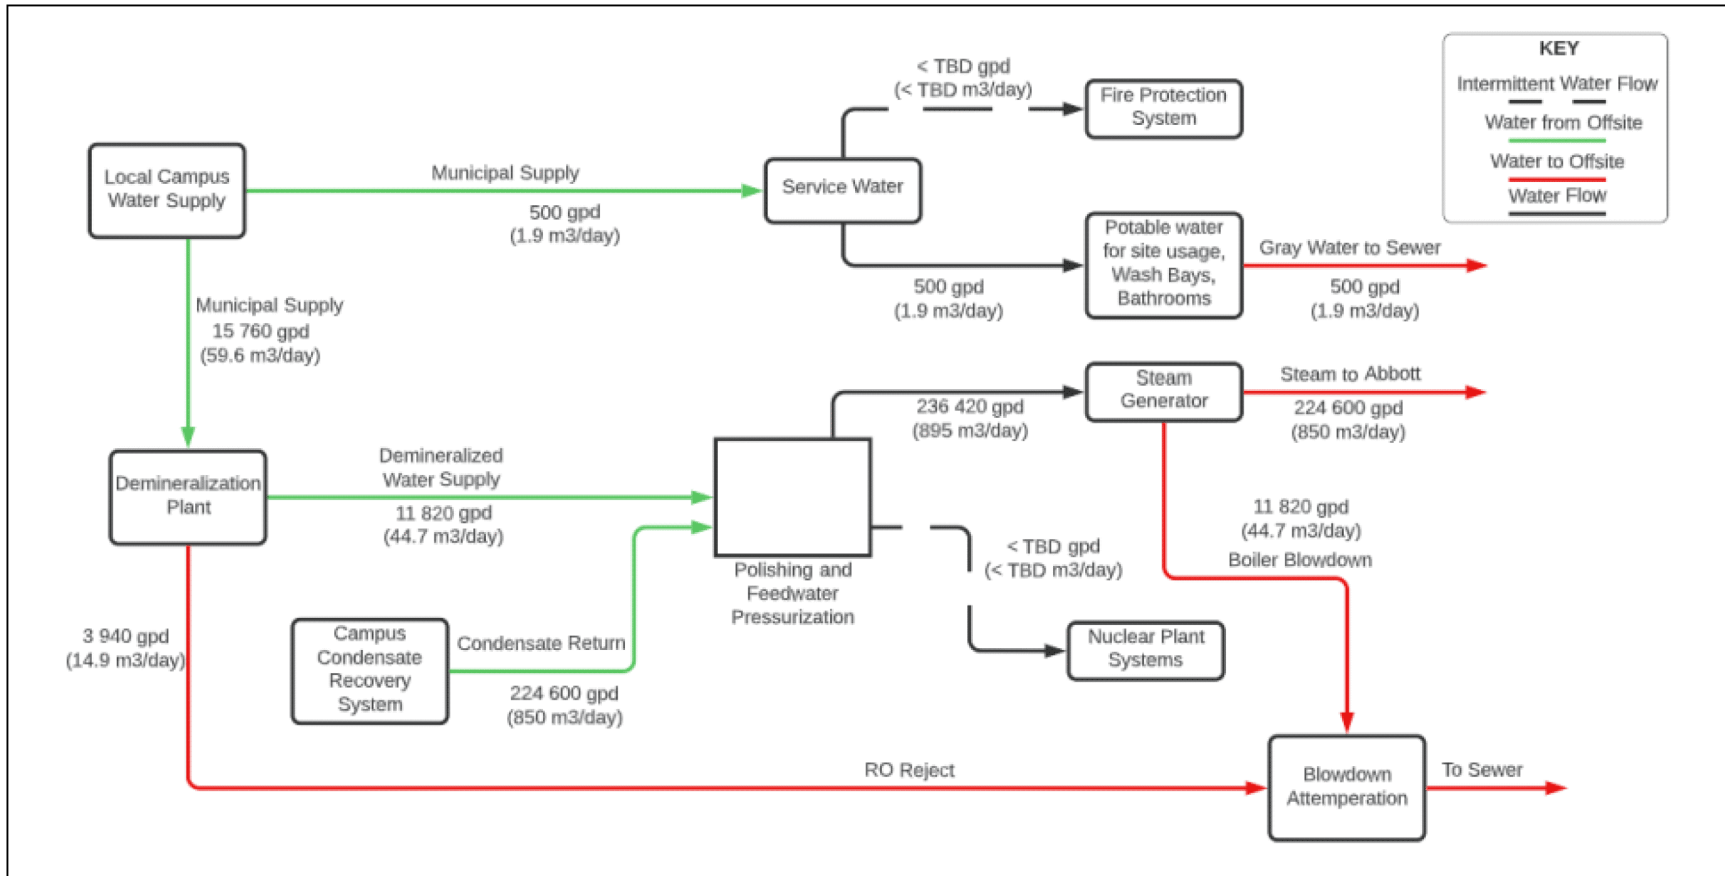 KEY
Intermittent Water Flow
Water from Offsite
Water to Offsite
Water Flow
< TBD gpd
(< TBD m3/day)
Fire Protection
System
Local Campus
Water Supply
Municipal Supply
500 gpd
(1.9 m3/day)
Service Water
Potable water
for site usage,
Wash Bays,
Bathrooms
Gray Water to Sewer
500 gpd
(1.9 m3/day)
500 gpd
(1.9 m3/day)
Municipal Supply
15 760 gpd
(59.6 m3/day)
Steam
Generator
Steam to Abbott
224 600 gpd
(850 m3/day)
236 420 gpd
(895 m3/day)
Demineralization
Plant
Demineralized
Water Supply
11 820 gpd
(44.7 m3/day)
Polishing and
Feedwater
Pressurization
< TBD gpd
(< TBD m3/day)
11 820 gpd
(44.7 m3/day)
Boiler Blowdown
3 940 gpd
(14.9 m3/day)
Campus
Condensate
Recovery
System
Condensate Return
224 600 gpd
(850 m3/day)
Nuclear Plant
Systems
RO Reject
Blowdown
Attemperation
To Sewer